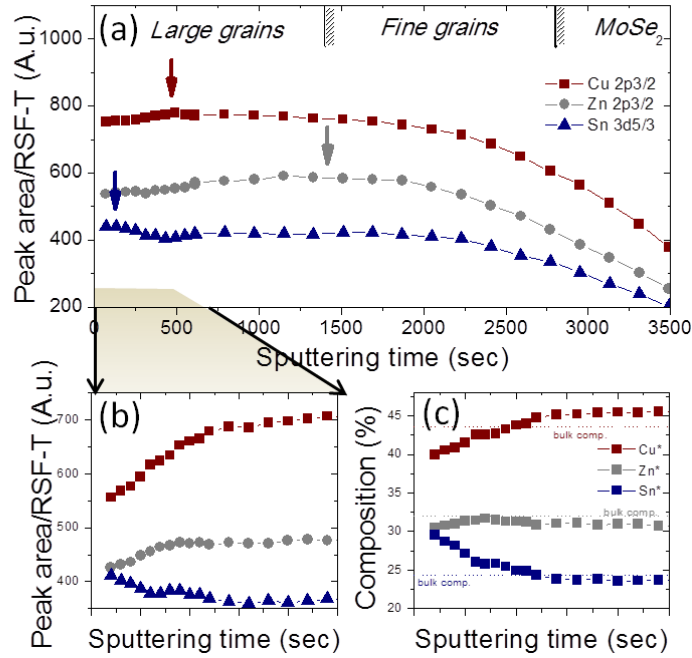 (a)
Large grains
Fine grains
MoSe2
Peak area/RSF-T (A.u.)
1000
800
600
400
200
Cu 2p3/2
Zn 2p3/2
Sn 3d5/3
0
500
1000
1500
2000
2500
3000
3500
Sputtering time (sec)
(b)
Peak area/RSF-T (A.u.)
700
500
400
Sputtering time (sec)
(c)
Composition (%)
45
40
35
30
25
20
bulk comp.
Cu*
Zn*
Sn*
bulk comp.
bulk comp.
Sputtering time (sec)